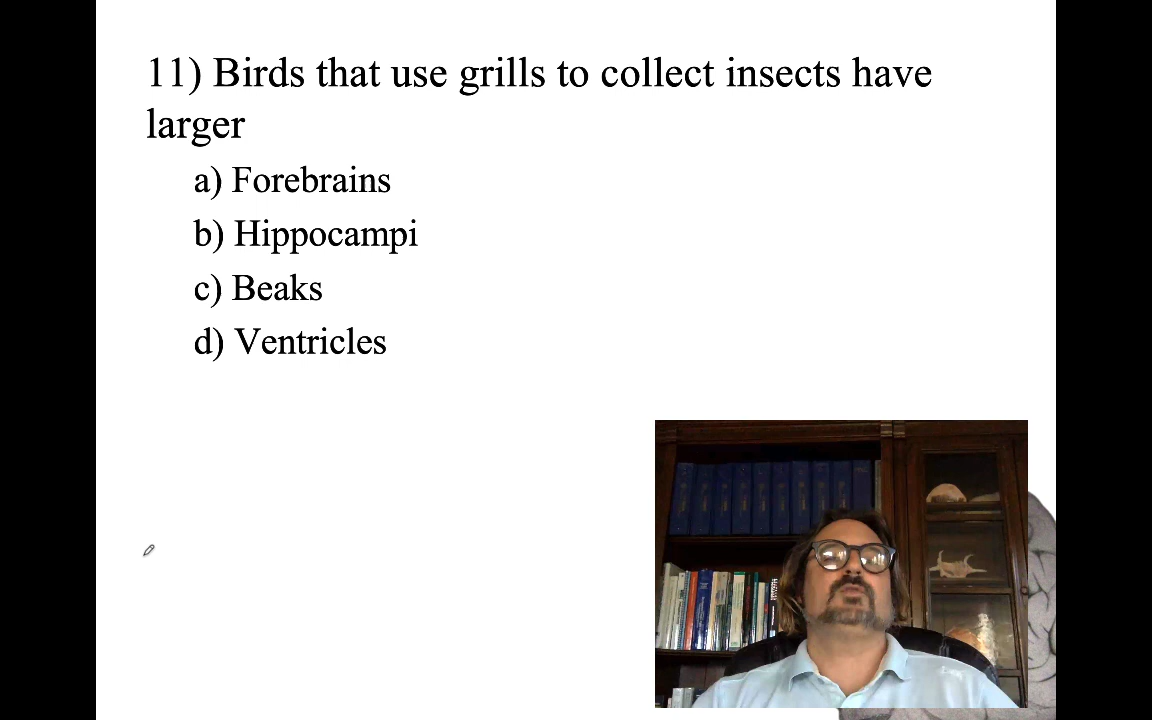 11) Birds that use grills to collect insects have
larger
a) Forebrains
b) Hippocampi
c) Beaks
d) Ventricles